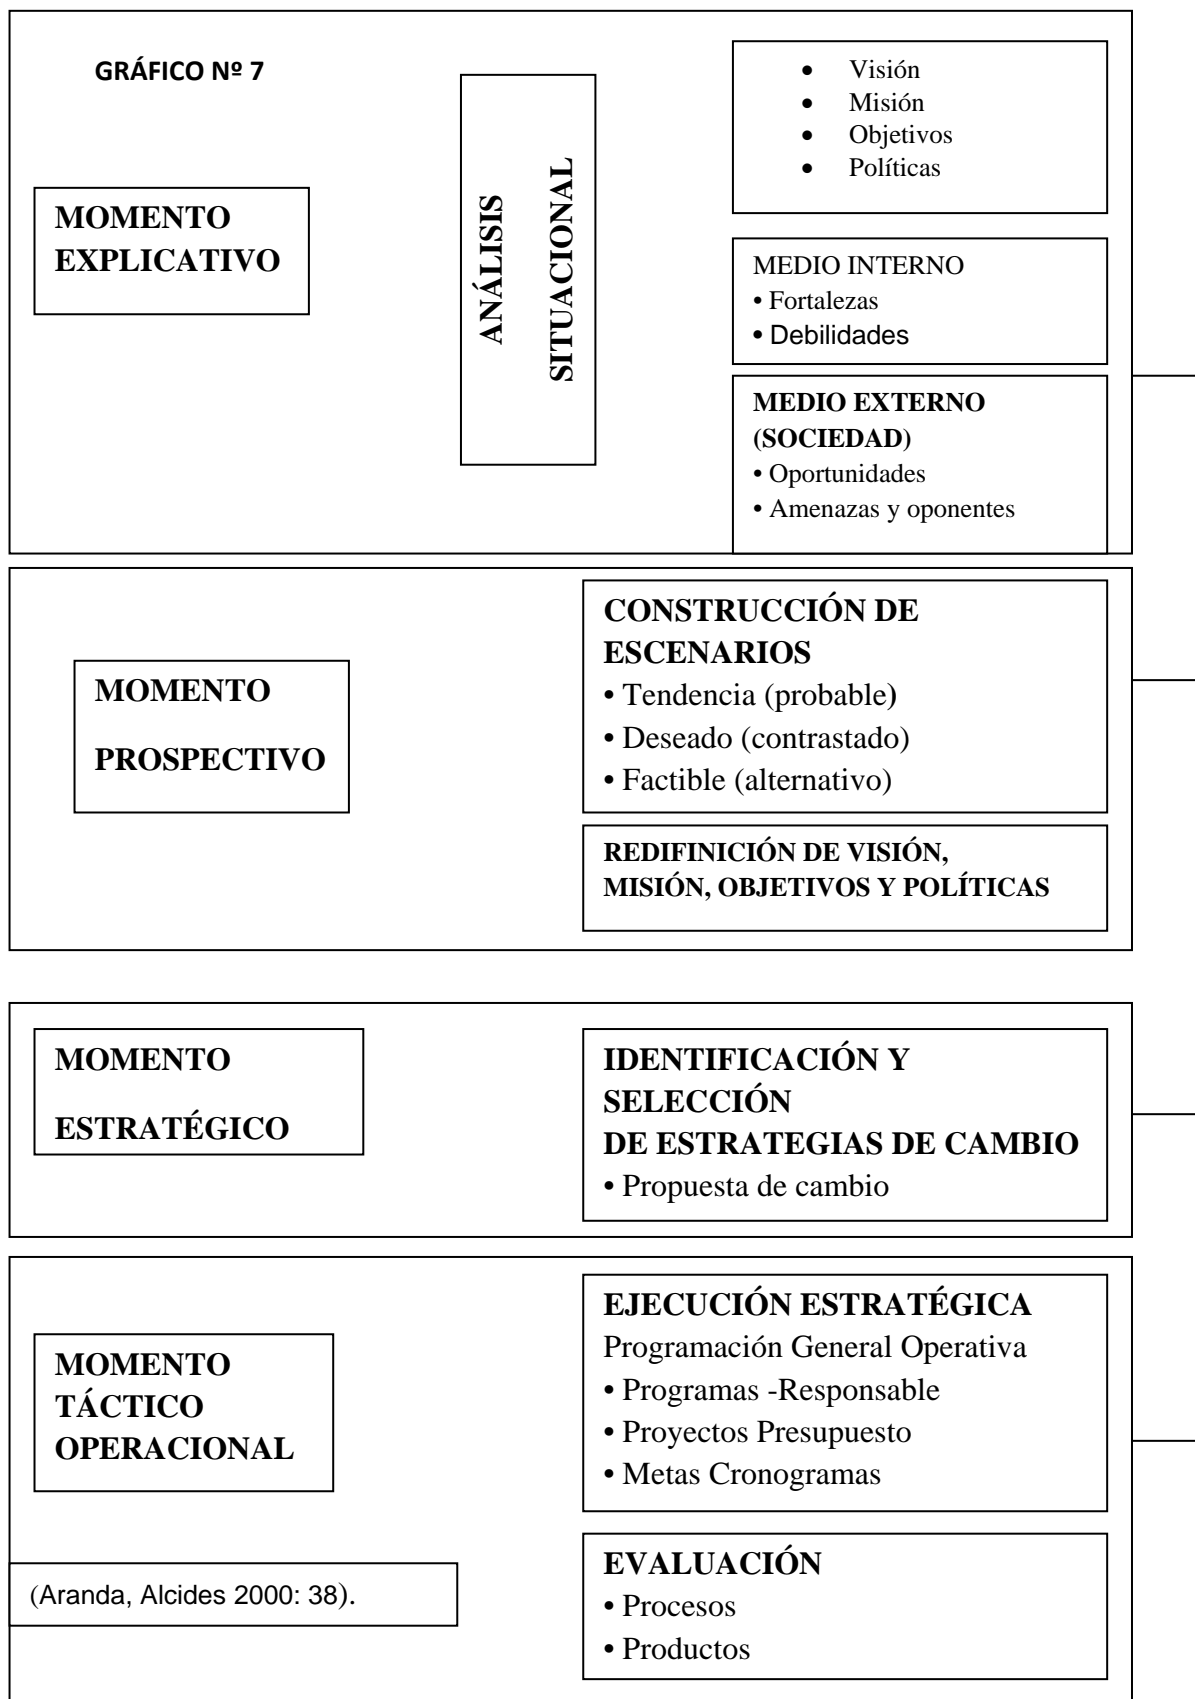 GRÁFICO Nº 7
MOMENTO
EXPLICATIVO
ANÁLISIS
SITUACIONAL
• Visión
• Misión
• Objetivos
• Políticas
MEDIO INTERNO
• Fortalezas
• Debilidades
MEDIO EXTERNO
(SOCIEDAD)
• Oportunidades
• Amenazas y oponentes
MOMENTO
PROSPECTIVO
CONSTRUCCIÓN DE
ESCENARIOS
• Tendencia (probable)
• Deseado (contrastado)
• Factible (alternativo)
REDIFINICIÓN DE VISIÓN,
MISIÓN, OBJETIVOS Y POLÍTICAS
MOMENTO
ESTRATÉGICO
IDENTIFICACIÓN Y
SELECCIÓN
DE ESTRATEGIAS DE CAMBIO
• Propuesta de cambio
MOMENTO
TÁCTICO
OPERACIONAL
EJECUCIÓN ESTRATÉGICA
Programación General Operativa
• Programas -Responsable
• Proyectos Presupuesto
• Metas Cronogramas
EVALUACIÓN
• Procesos
• Productos
(Aranda, Alcides 2000: 38).